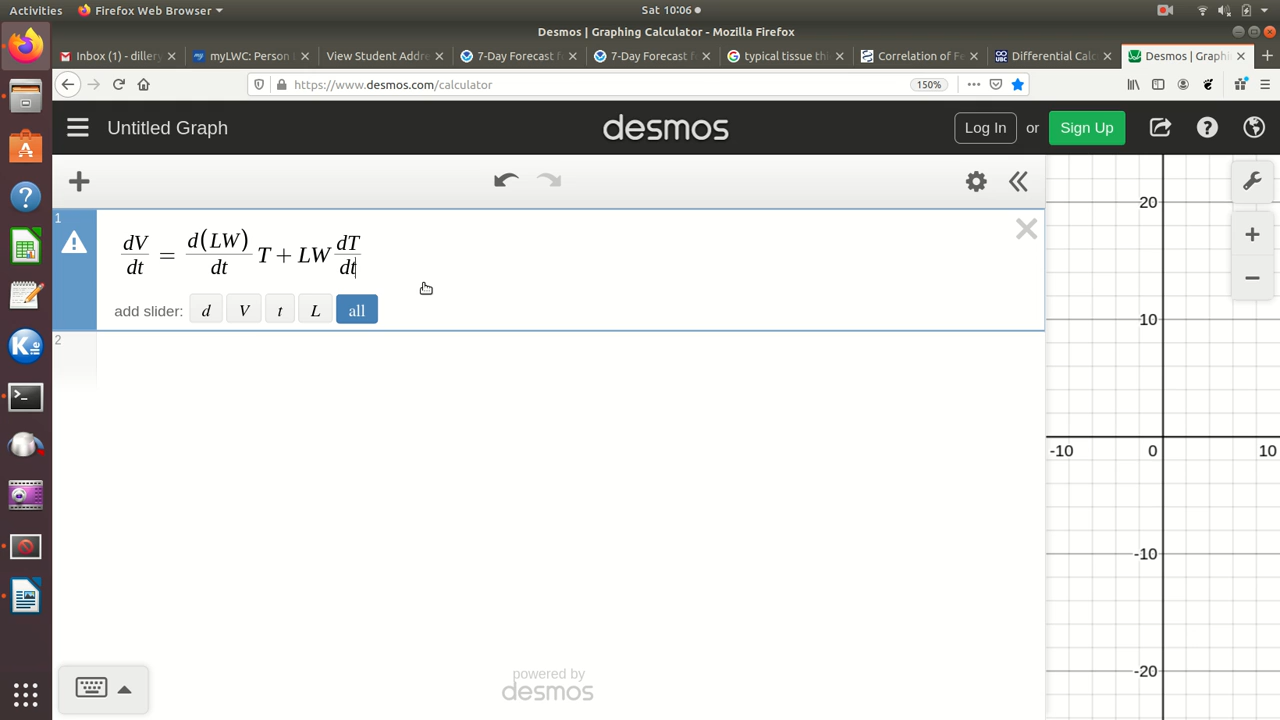 Activities Firefox Web Browser Sat 10:06
Desmos | Graphing Calculator - Mozilla Firefox
Inbox (1) - dillery myLWC: Person View Student Addre 7-Day Forecast f 7-Day Forecast f typical tissue thi Correlation of Fe Differential Calc Desmos | Graphi
https://www.desmos.com/calculator 150%
Untitled Graph desmos Log In or Sign Up
1
dV/dt = d(LW)/dt T + LW dT/dt
add slider: d V t L all
2
20
10
-10 0 10
-10
-20
powered by
desmos